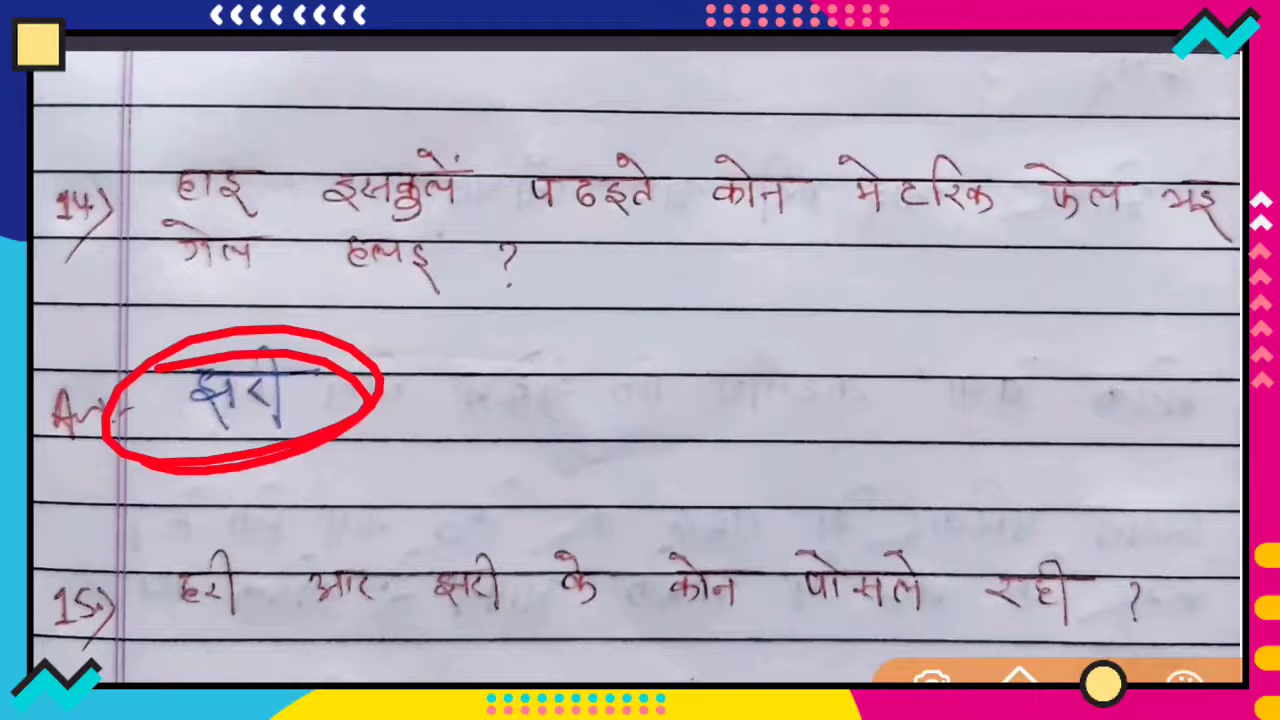 14) हाइ इसकुलें पढइते कोन मेटरिक फेल भइ
गेल हलइ ?
Ans:- झरी
15) हरी आर झरी के कोन पोसले रही ?